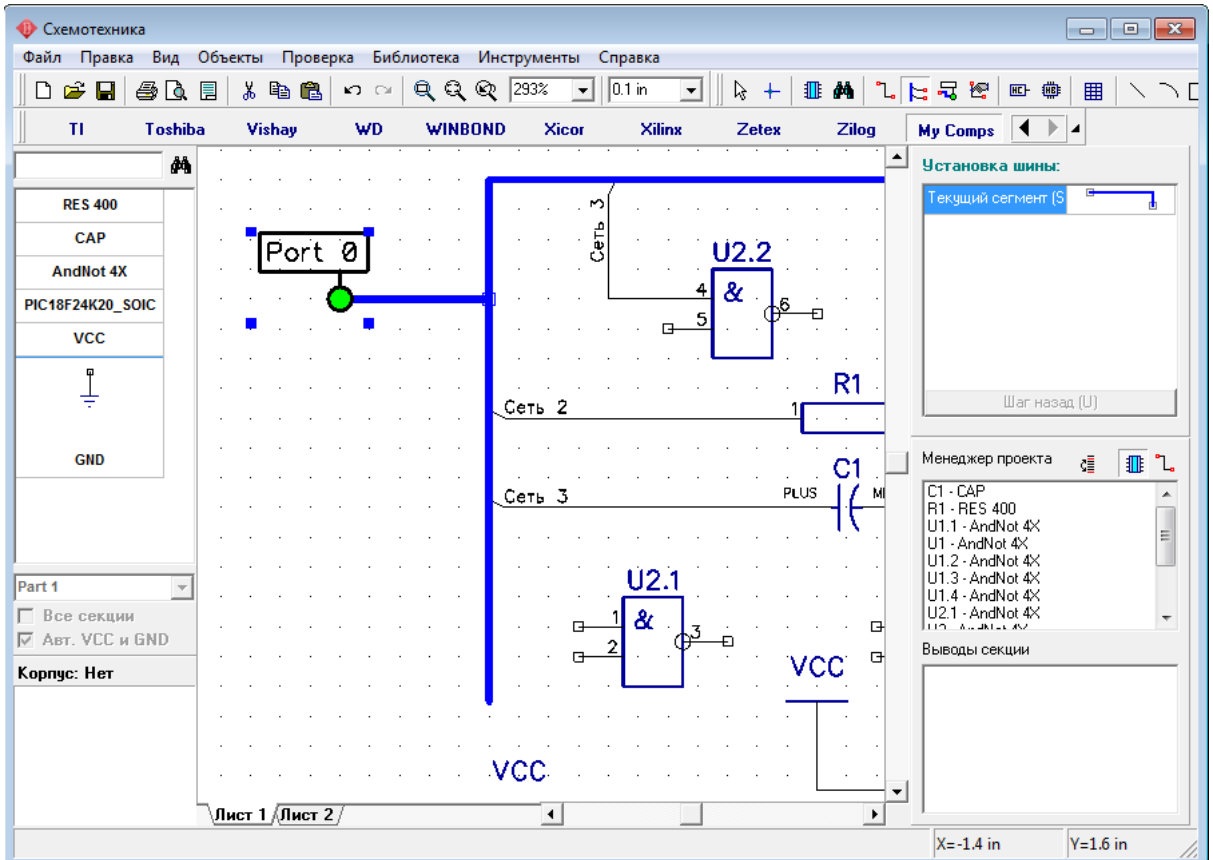 Схемотехника
Файл Правка Вид Объекты Проверка Библиотека Инструменты Справка
293% 0.1 in
TI Toshiba Vishay WD WINBOND Xicor Xilinx Zetex Zilog My Comps
RES 400
CAP
AndNot 4X
PIC18F24K20_SOIC
VCC
GND
Part 1
Все секции
Авт. VCC и GND
Корпус: Нет
Port 0
Сеть 3
U2.2
&
4
5
6
R1
Сеть 2
1
C1
Сеть 3
PLUS
U2.1
&
1
2
3
VCC
VCC
Лист 1 Лист 2
Установка шины:
Текущий сегмент (S
Шаг назад (U)
Менеджер проекта
C1 - CAP
R1 - RES 400
U1.1 - AndNot 4X
U1 - AndNot 4X
U1.2 - AndNot 4X
U1.3 - AndNot 4X
U1.4 - AndNot 4X
U2.1 - AndNot 4X
Выводы секции
X=-1.4 in Y=1.6 in